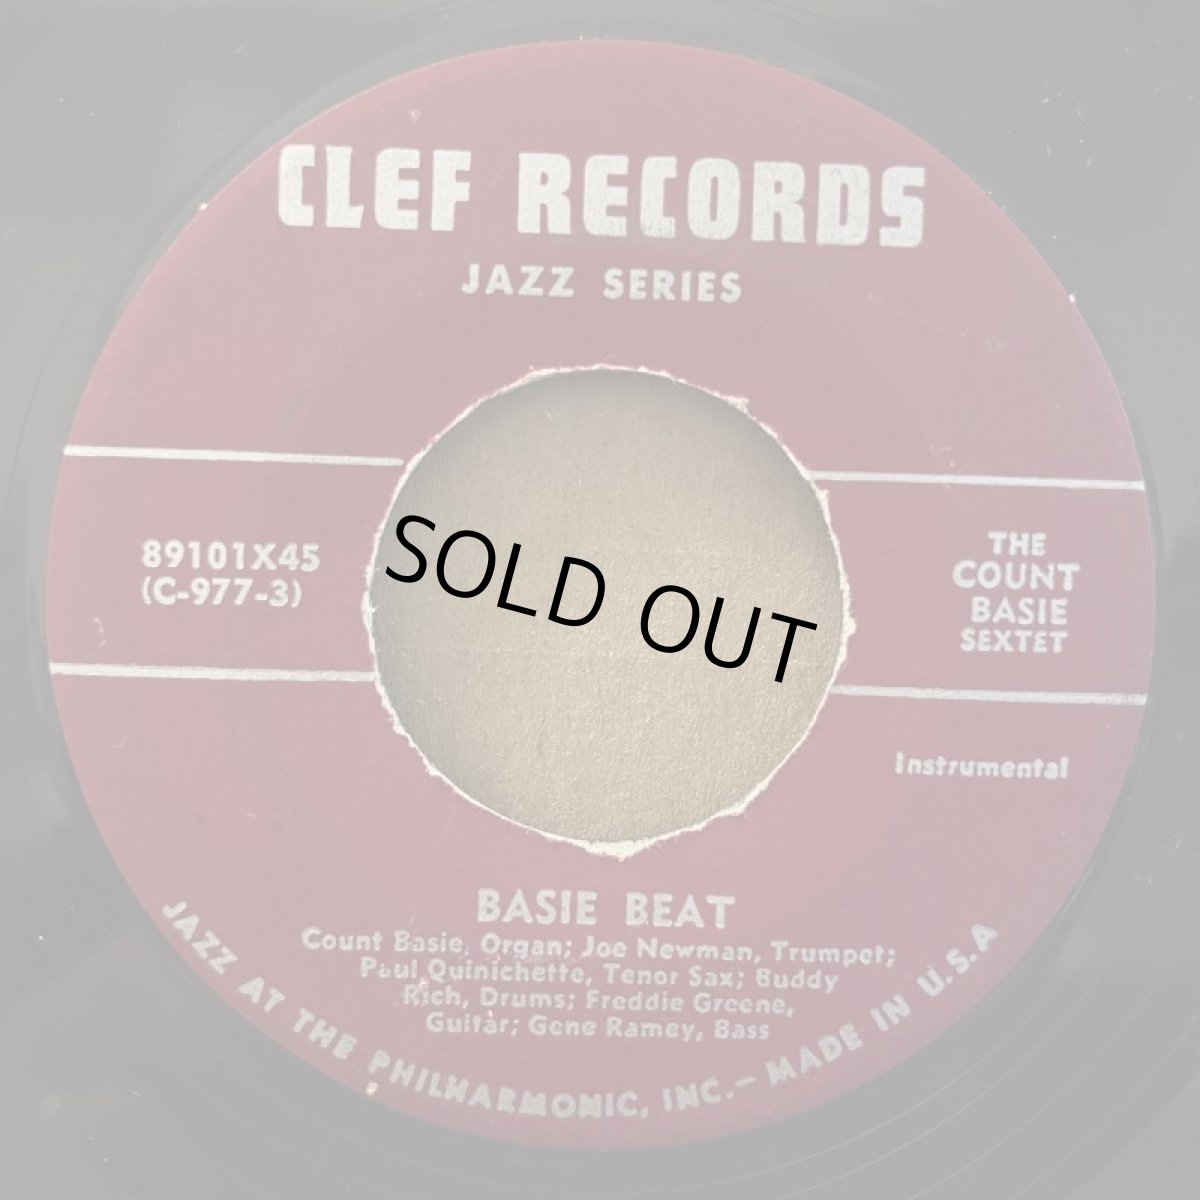 CLEF RECORDS
JAZZ SERIES
89101X45
(C-977-3)
THE
COUNT
BASIE
SEXTET
SOLD OUT
Instrumental
BASIE BEAT
Count Basie, Organ; Joe Newman, Trumpet;
Paul Quinichette, Tenor Sax; Buddy
Rich, Drums; Freddie Greene,
Guitar; Gene Ramey, Bass
JAZZ AT THE PHILHARMONIC, INC.-MADE IN U.S.A